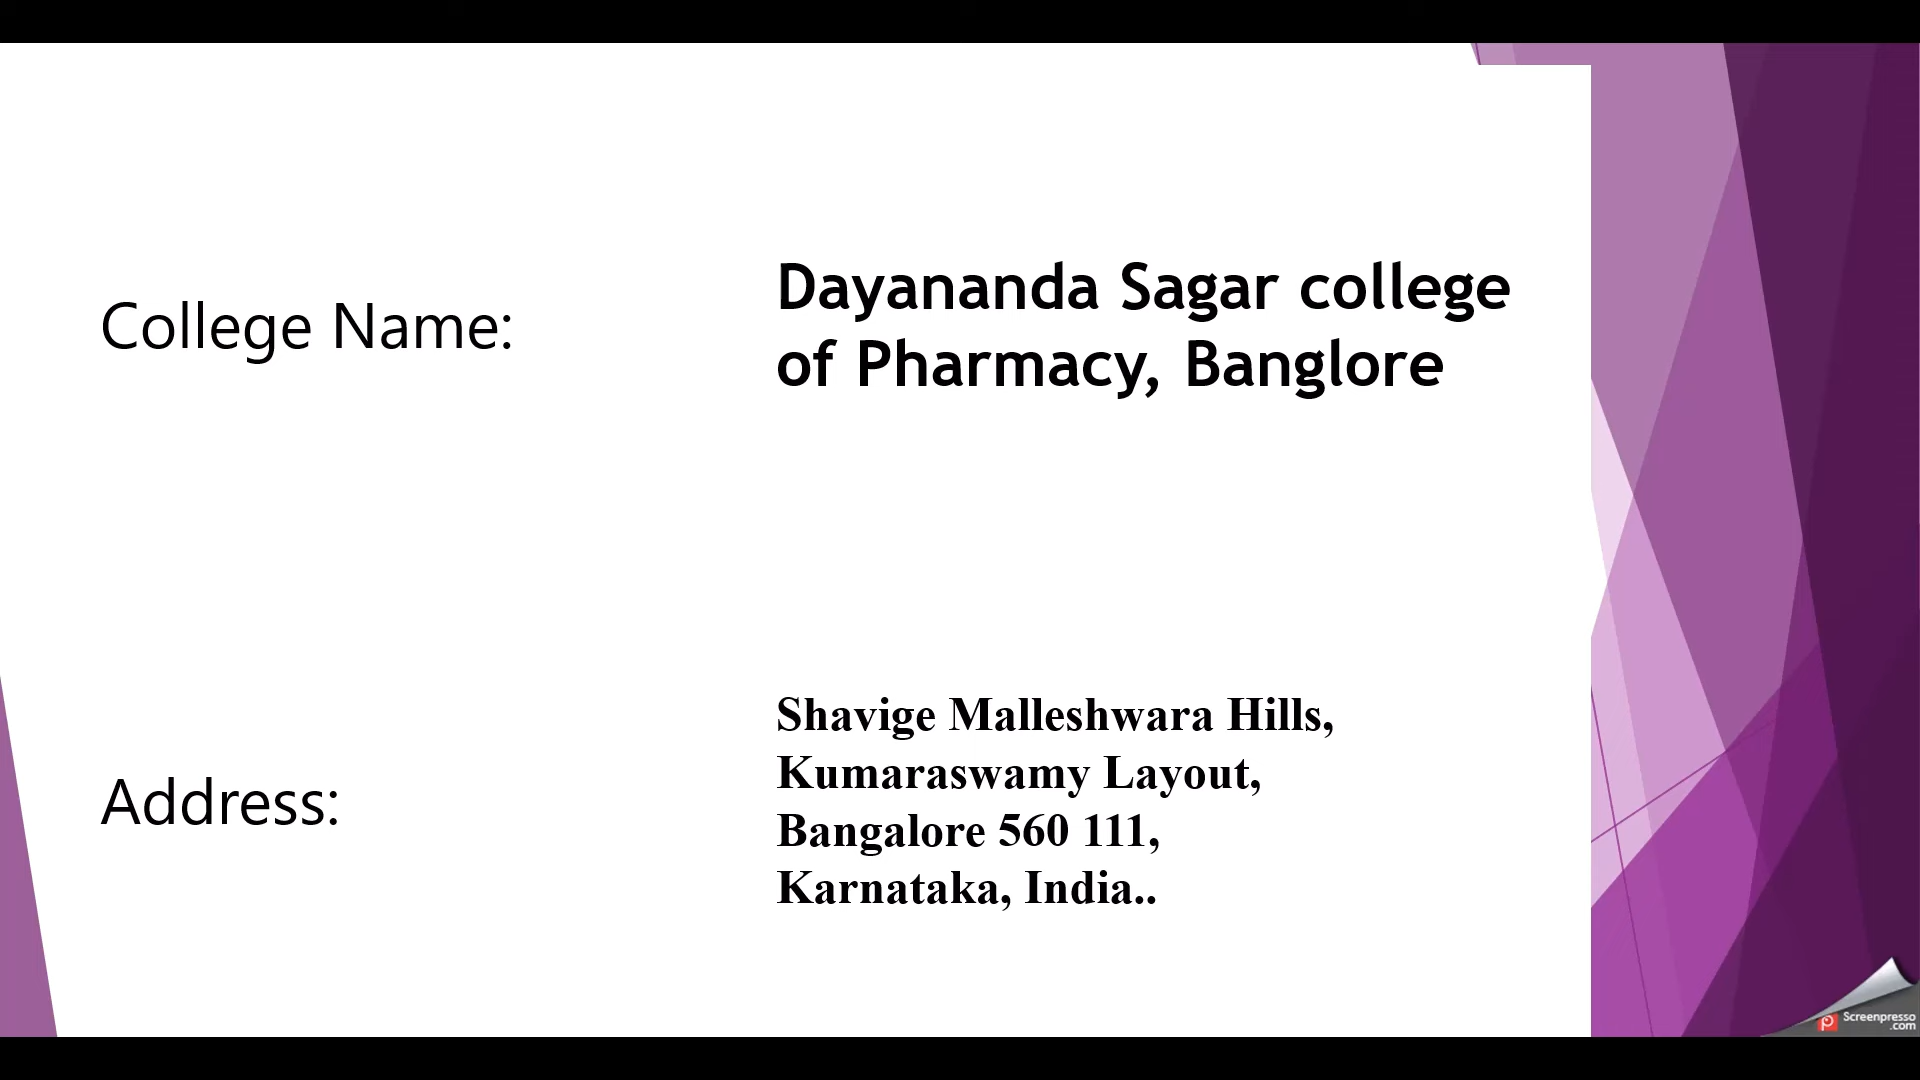 College Name:
Dayananda Sagar college
of Pharmacy, Banglore
Address:
Shavige Malleshwara Hills,
Kumaraswamy Layout,
Bangalore 560 111,
Karnataka, India..
Screenpresso
.com